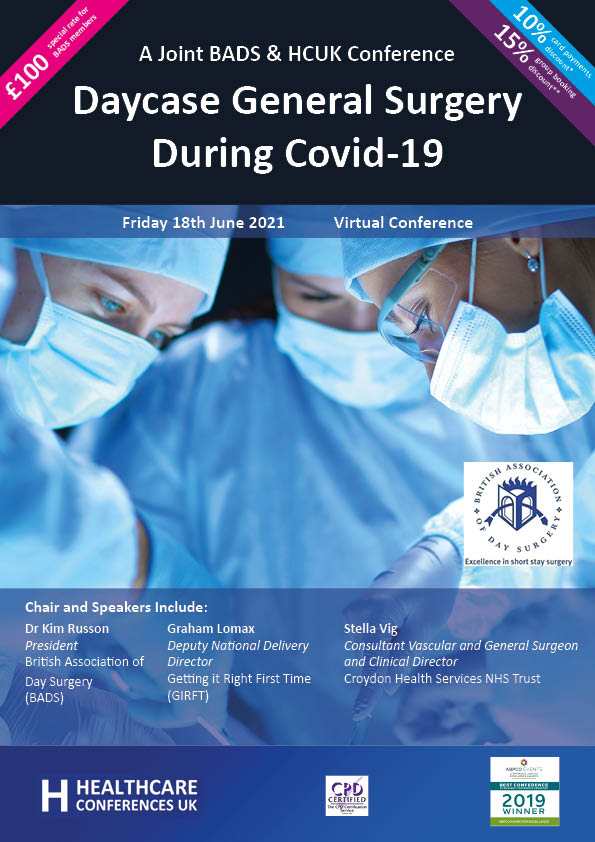 £100
special rate for
BADS members
10%
card payments
discount*
15%
group booking
discount**
A Joint BADS & HCUK Conference
Daycase General Surgery
During Covid-19
Friday 18th June 2021
Virtual Conference
BRITISH ASSOCIATION
OF DAY SURGERY
Excellence in short stay surgery
Chair and Speakers Include:
Dr Kim Russon
President
British Association of
Day Surgery
(BADS)
Graham Lomax
Deputy National Delivery
Director
Getting it Right First Time
(GIRFT)
Stella Vig
Consultant Vascular and General Surgeon
and Clinical Director
Croydon Health Services NHS Trust
H HEALTHCARE
CONFERENCES UK
CPD
CERTIFIED
The CPD Certification
Service
ABPCO EVENTS
BEST CONFERENCE
2019
WINNER